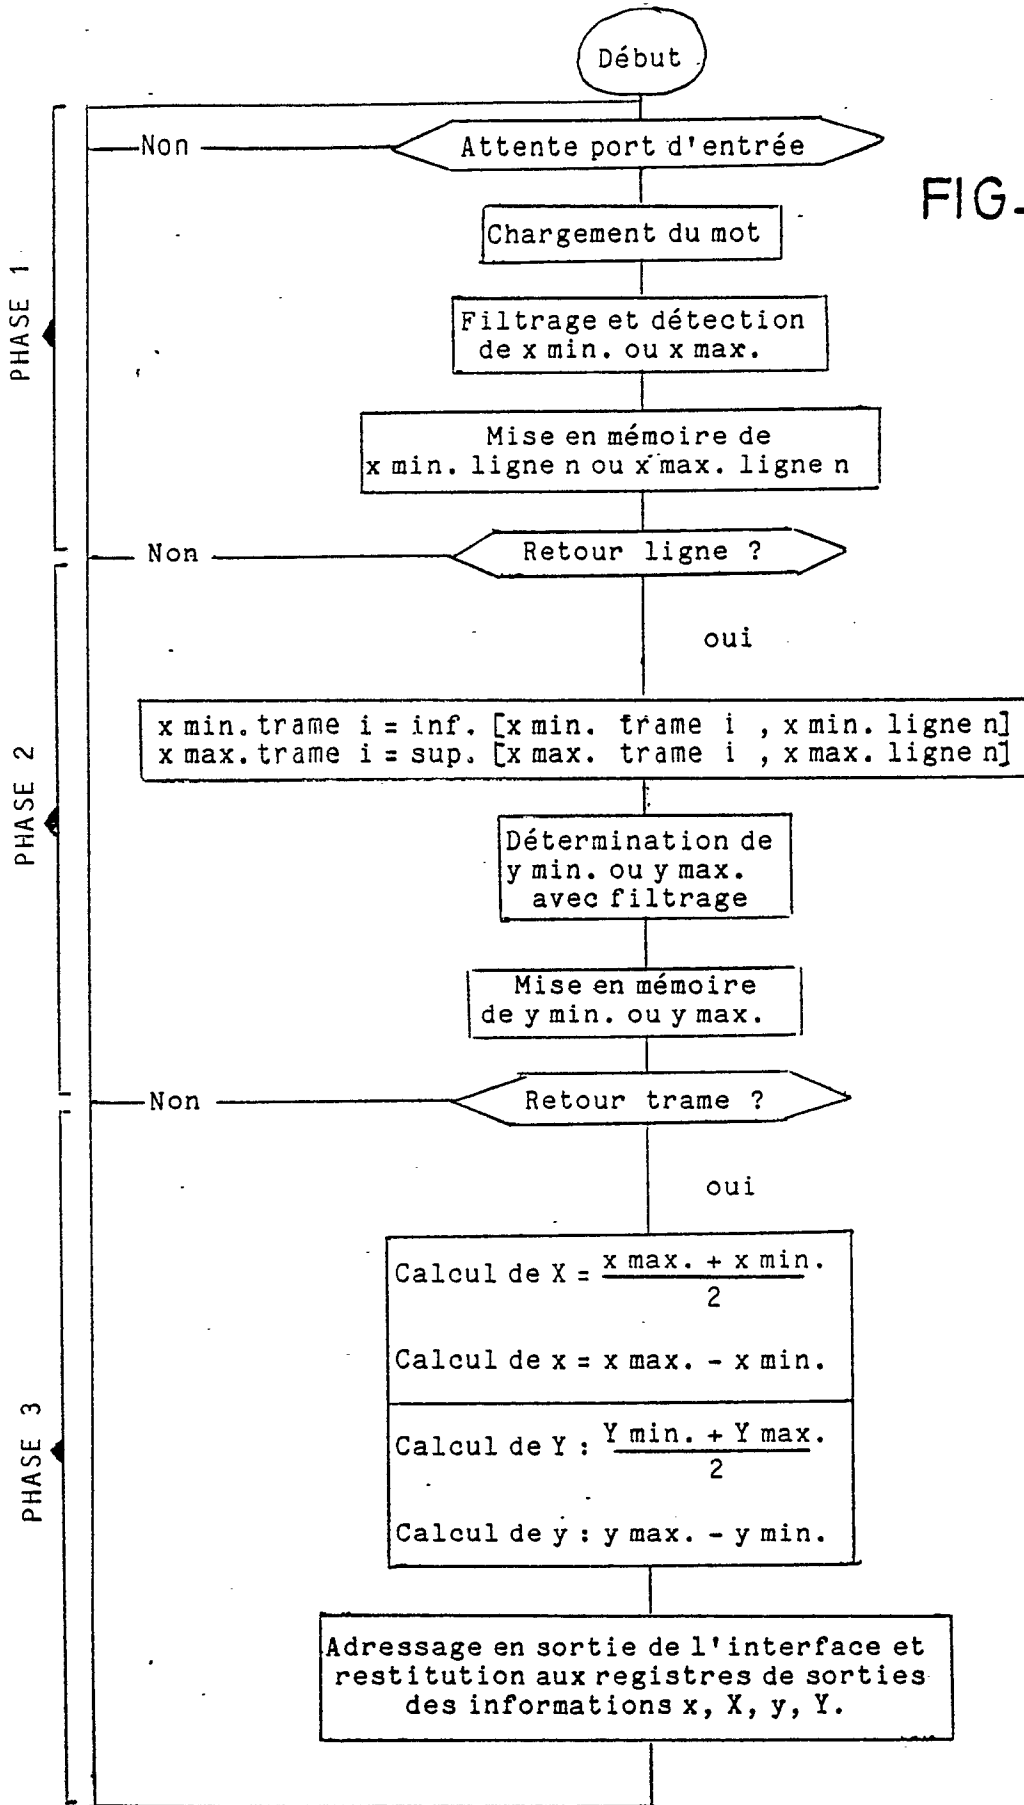 Début
Non
Attente port d'entrée
FIG-
Chargement du mot
PHASE 1
Filtrage et détection
de x min. ou x max.
Mise en mémoire de
x min. ligne n ou x max. ligne n
Non
Retour ligne ?
oui
x min. trame i = inf. [x min. trame i , x min. ligne n]
x max. trame i = sup. [x max. trame i , x max. ligne n]
PHASE 2
Détermination de
y min. ou y max.
avec filtrage
Mise en mémoire
de y min. ou y max.
Non
Retour trame ?
oui
Calcul de X = x max. + x min.
2
Calcul de x = x max. - x min.
PHASE 3
Calcul de Y : Y min. + Y max.
2
Calcul de y : y max. - y min.
Adressage en sortie de l'interface et
restitution aux registres de sorties
des informations x, X, y, Y.